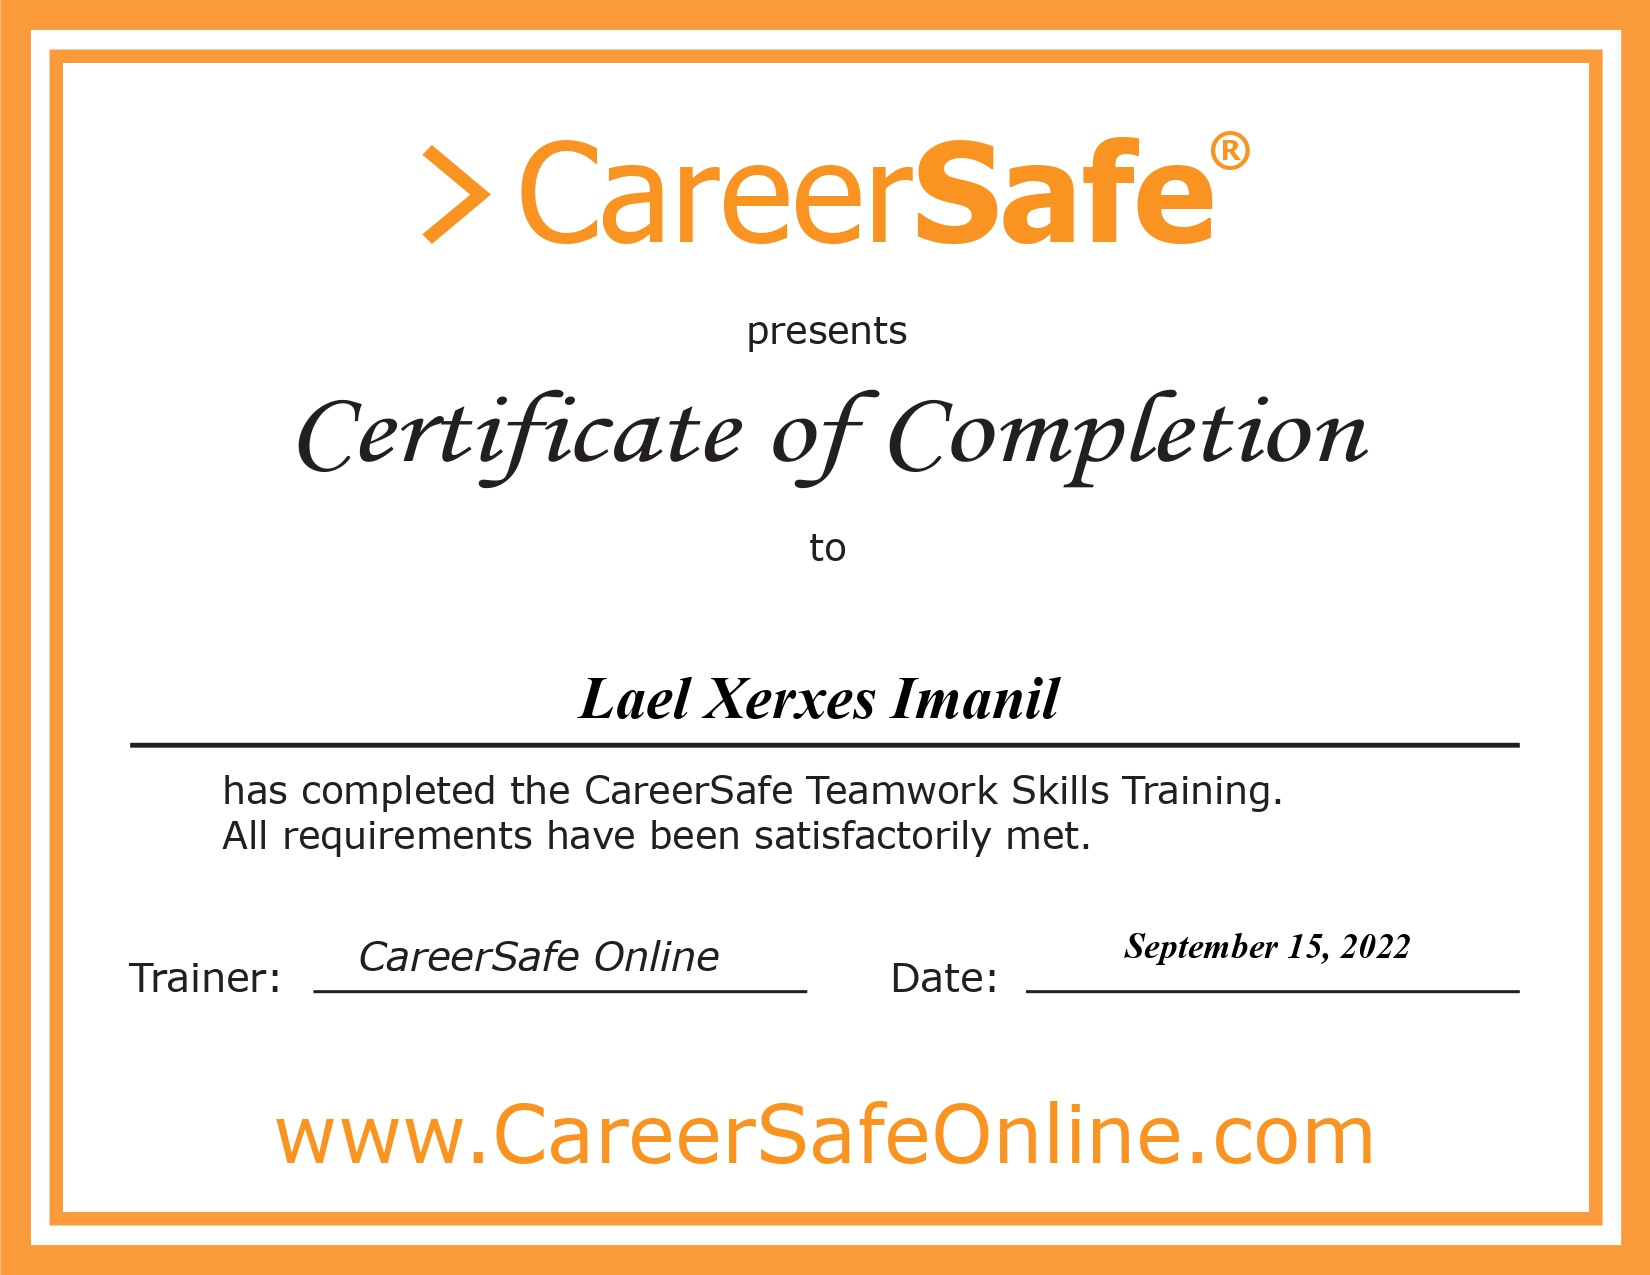 > CareerSafe®
presents
Certificate of Completion
to
Lael Xerxes Imanil
has completed the CareerSafe Teamwork Skills Training.
All requirements have been satisfactorily met.
Trainer: CareerSafe Online Date: September 15, 2022
www.CareerSafeOnline.com